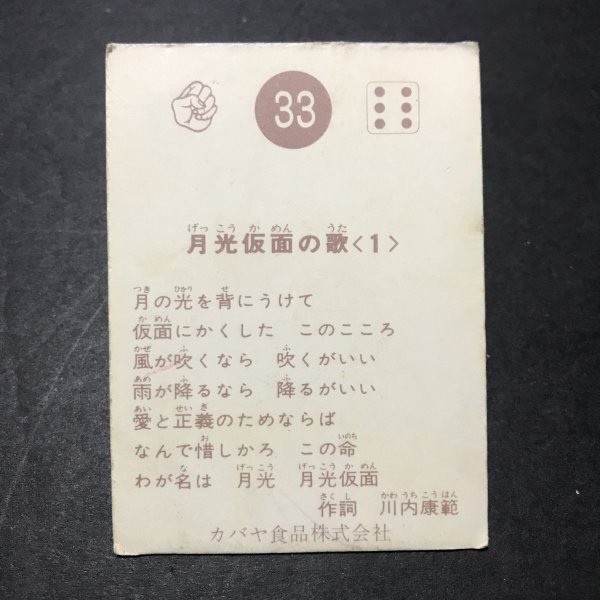 33
月光仮面の歌〈1〉
月の光を背にうけて
仮面にかくした このこころ
風が吹くなら 吹くがいい
雨が降るなら 降るがいい
愛と正義のためならば
なんで惜しかろ この命
わが名は 月光 月光仮面
作詞 川内康範
カバヤ食品株式会社